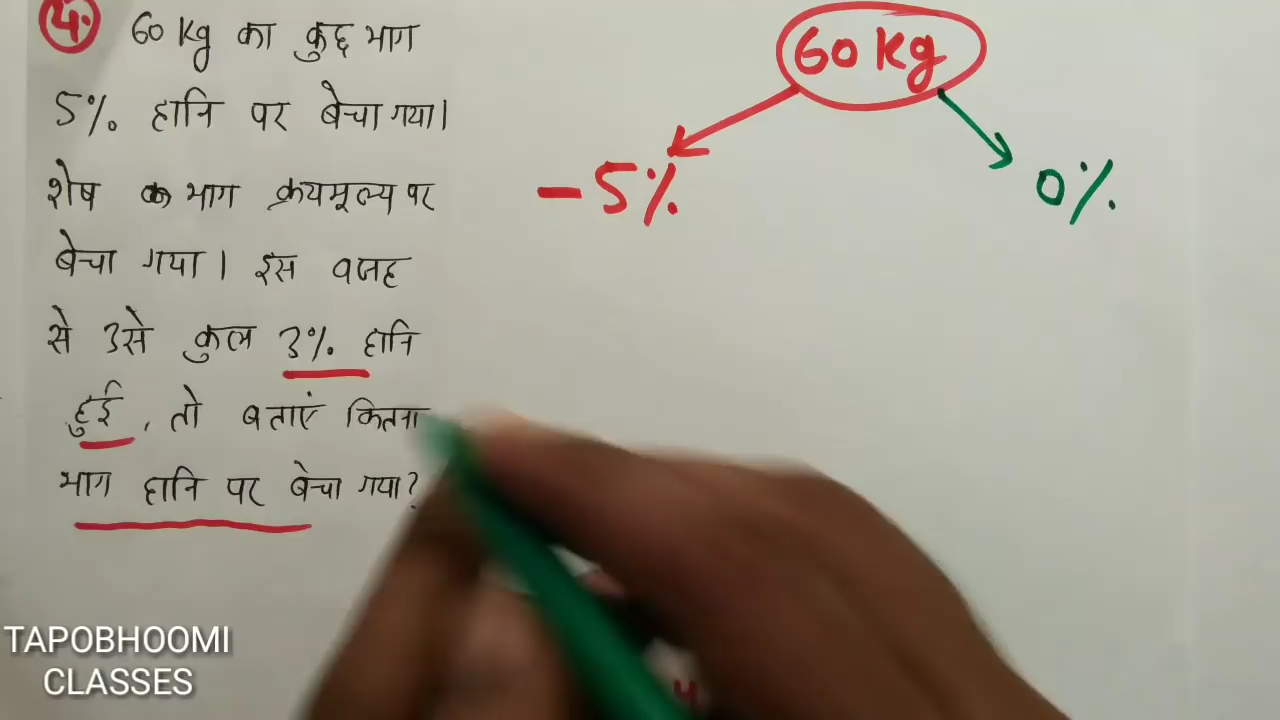 4. 60 Kg का कुछ भाग
5% हानि पर बेचा गया।
शेष भाग क्रयमूल्य पर
बेचा गया। इस वजह
से उसे कुल 3% हानि
हुई, तो बताएं कितना
भाग हानि पर बेचा गया?
60 Kg
-5%
0%
TAPOBHOOMI
CLASSES